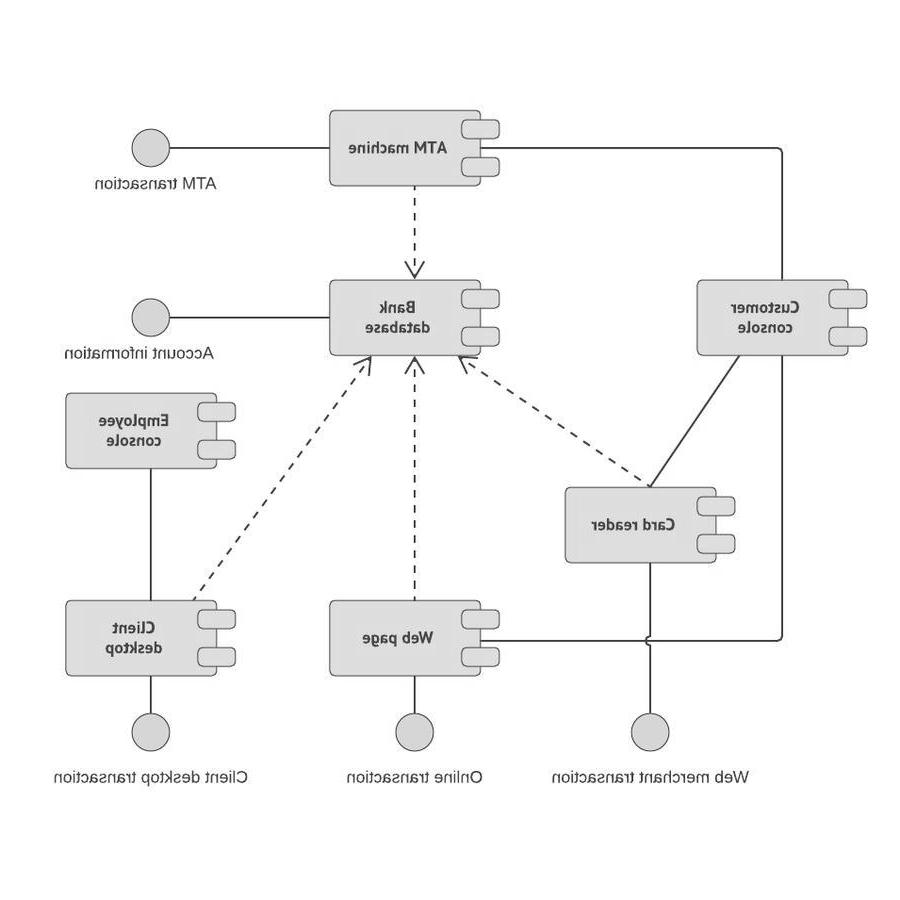 ATM machine
ATM transaction
Bank
database
Customer
console
Account information
Employee
console
Card reader
Client
desktop
Web page
Client desktop transaction
Online transaction
Web merchant transaction